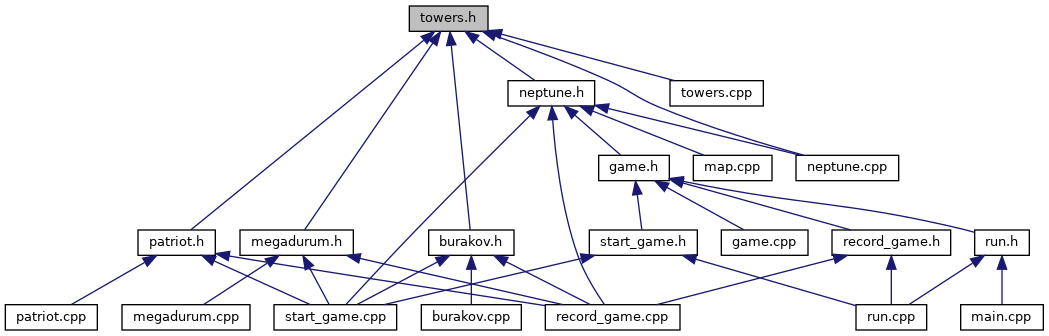 towers.h
neptune.h
towers.cpp
game.h
map.cpp
neptune.cpp
patriot.h
megadurum.h
burakov.h
start_game.h
game.cpp
record_game.h
run.h
patriot.cpp
megadurum.cpp
start_game.cpp
burakov.cpp
record_game.cpp
run.cpp
main.cpp